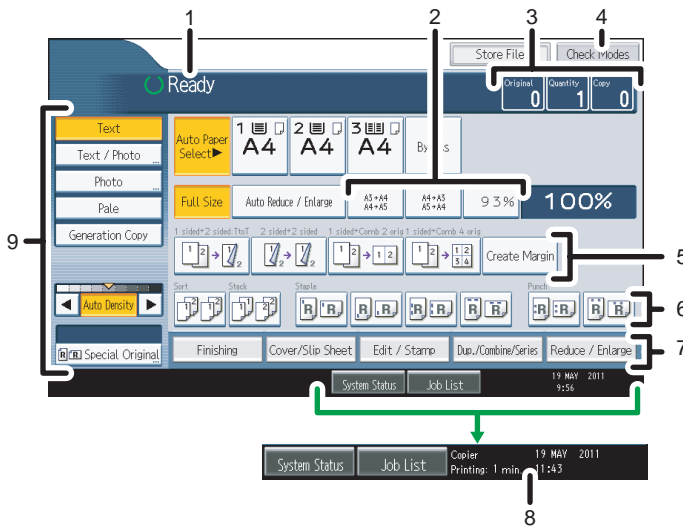 1
2
3
4
Store File
Check Modes
Ready
Original
Quantity
Copy
0
1
0
9
Text
Text / Photo
Photo
Pale
Generation Copy
Auto Density
Special Original
Auto Paper
Select▶
1
A4
2
A4
3
A4
Full Size
Auto Reduce / Enlarge
A3→A4
A4→A5
A4→A3
A5→A4
93%
100%
1 sided→2 sided:TtoT
2 sided→2 sided
1 sided→Comb 2 orig
1 sided→Comb 4 orig
Create Margin
5
Sort
Stack
Staple
Punch
6
Finishing
Cover/Slip Sheet
Edit / Stamp
Dup./Combine/Series
Reduce / Enlarge
7
System Status
Job List
19 MAY 2011
9:56
System Status
Job List
Copier
19 MAY 2011
Printing: 1 min.
11:43
8